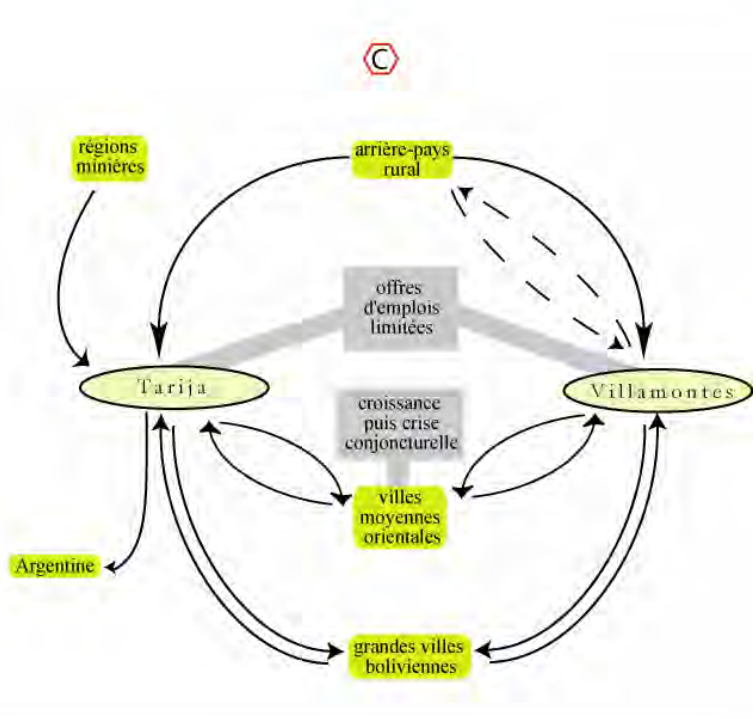 C
régions
minières
arrière-pays
rural
offres
d'emplois
limitées
Tarija
Villamontes
croissance
puis crise
conjoncturelle
villes
moyennes
orientales
Argentine
grandes villes
boliviennes